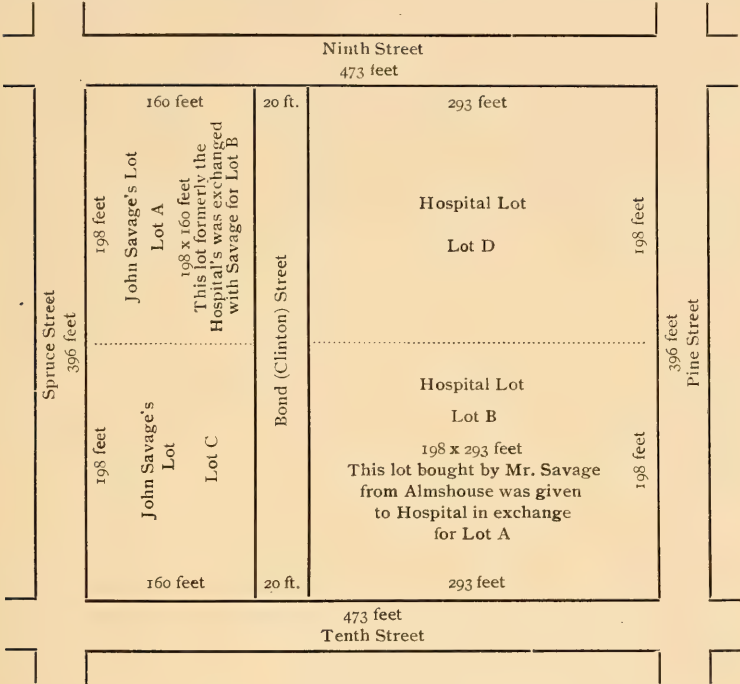 Ninth Street
473 feet
160 feet
20 ft.
293 feet
198 feet
John Savage's Lot
Lot A
198 x 160 feet
This lot formerly the
Hospital's was exchanged
with Savage for Lot B
Hospital Lot
Lot D
198 feet
Spruce Street
396 feet
Bond (Clinton) Street
396 feet
Pine Street
198 feet
John Savage's
Lot
Lot C
Hospital Lot
Lot B
198 x 293 feet
This lot bought by Mr. Savage
from Almshouse was given
to Hospital in exchange
for Lot A
198 feet
160 feet
20 ft.
293 feet
473 feet
Tenth Street